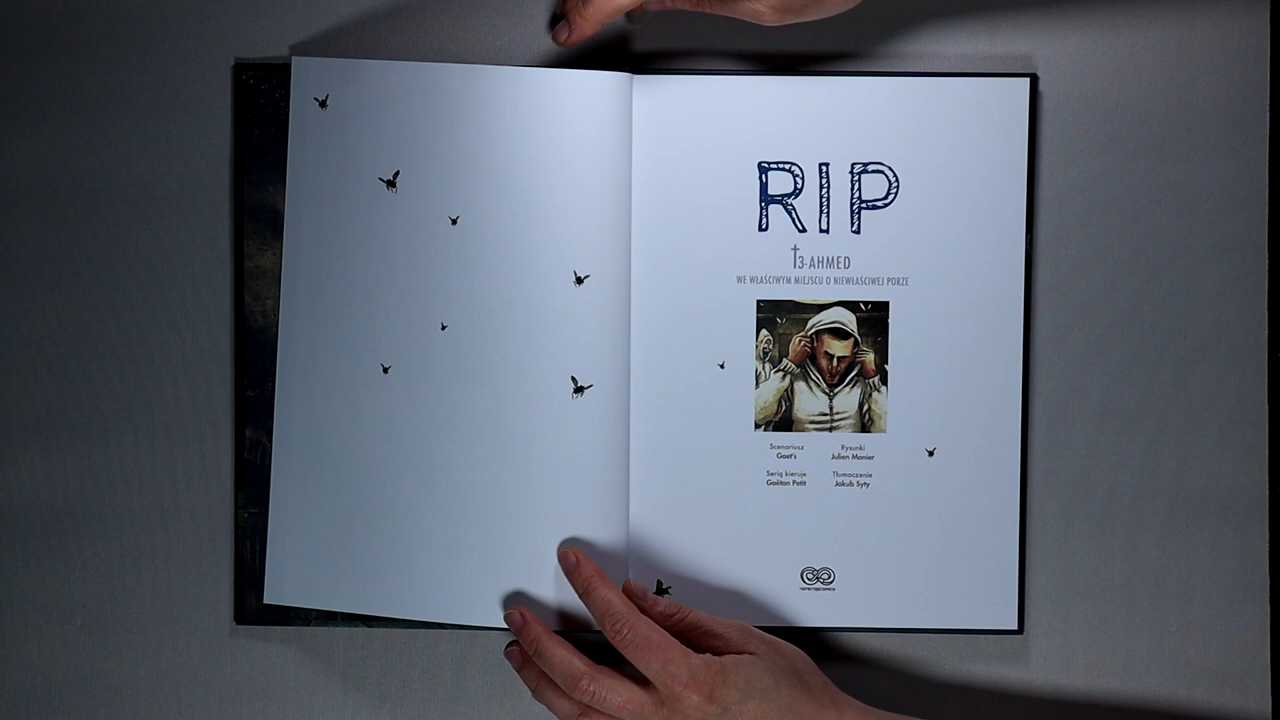 RIP
†3-AHMED
WE WŁAŚCIWYM MIEJSCU O NIEWŁAŚCIWEJ PORZE
Scenariusz
Gaet's
Rysunki
Julien Monier
Serią kieruje
Gaëtan Petit
Tłumaczenie
Jakub Syty